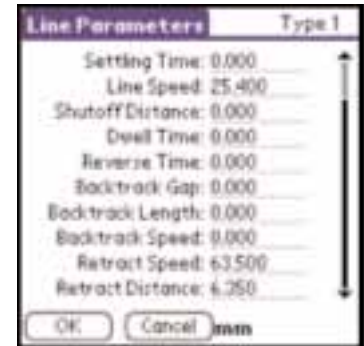 Line Parameters Type 1
Settling Time: 0.000
Line Speed: 25.400
Shutoff Distance: 0.000
Dwell Time: 0.000
Reverse Time: 0.000
Backtrack Gap: 0.000
Backtrack Length: 0.000
Backtrack Speed: 0.000
Retract Speed: 63.500
Retract Distance: 6.350
OK Cancel mm